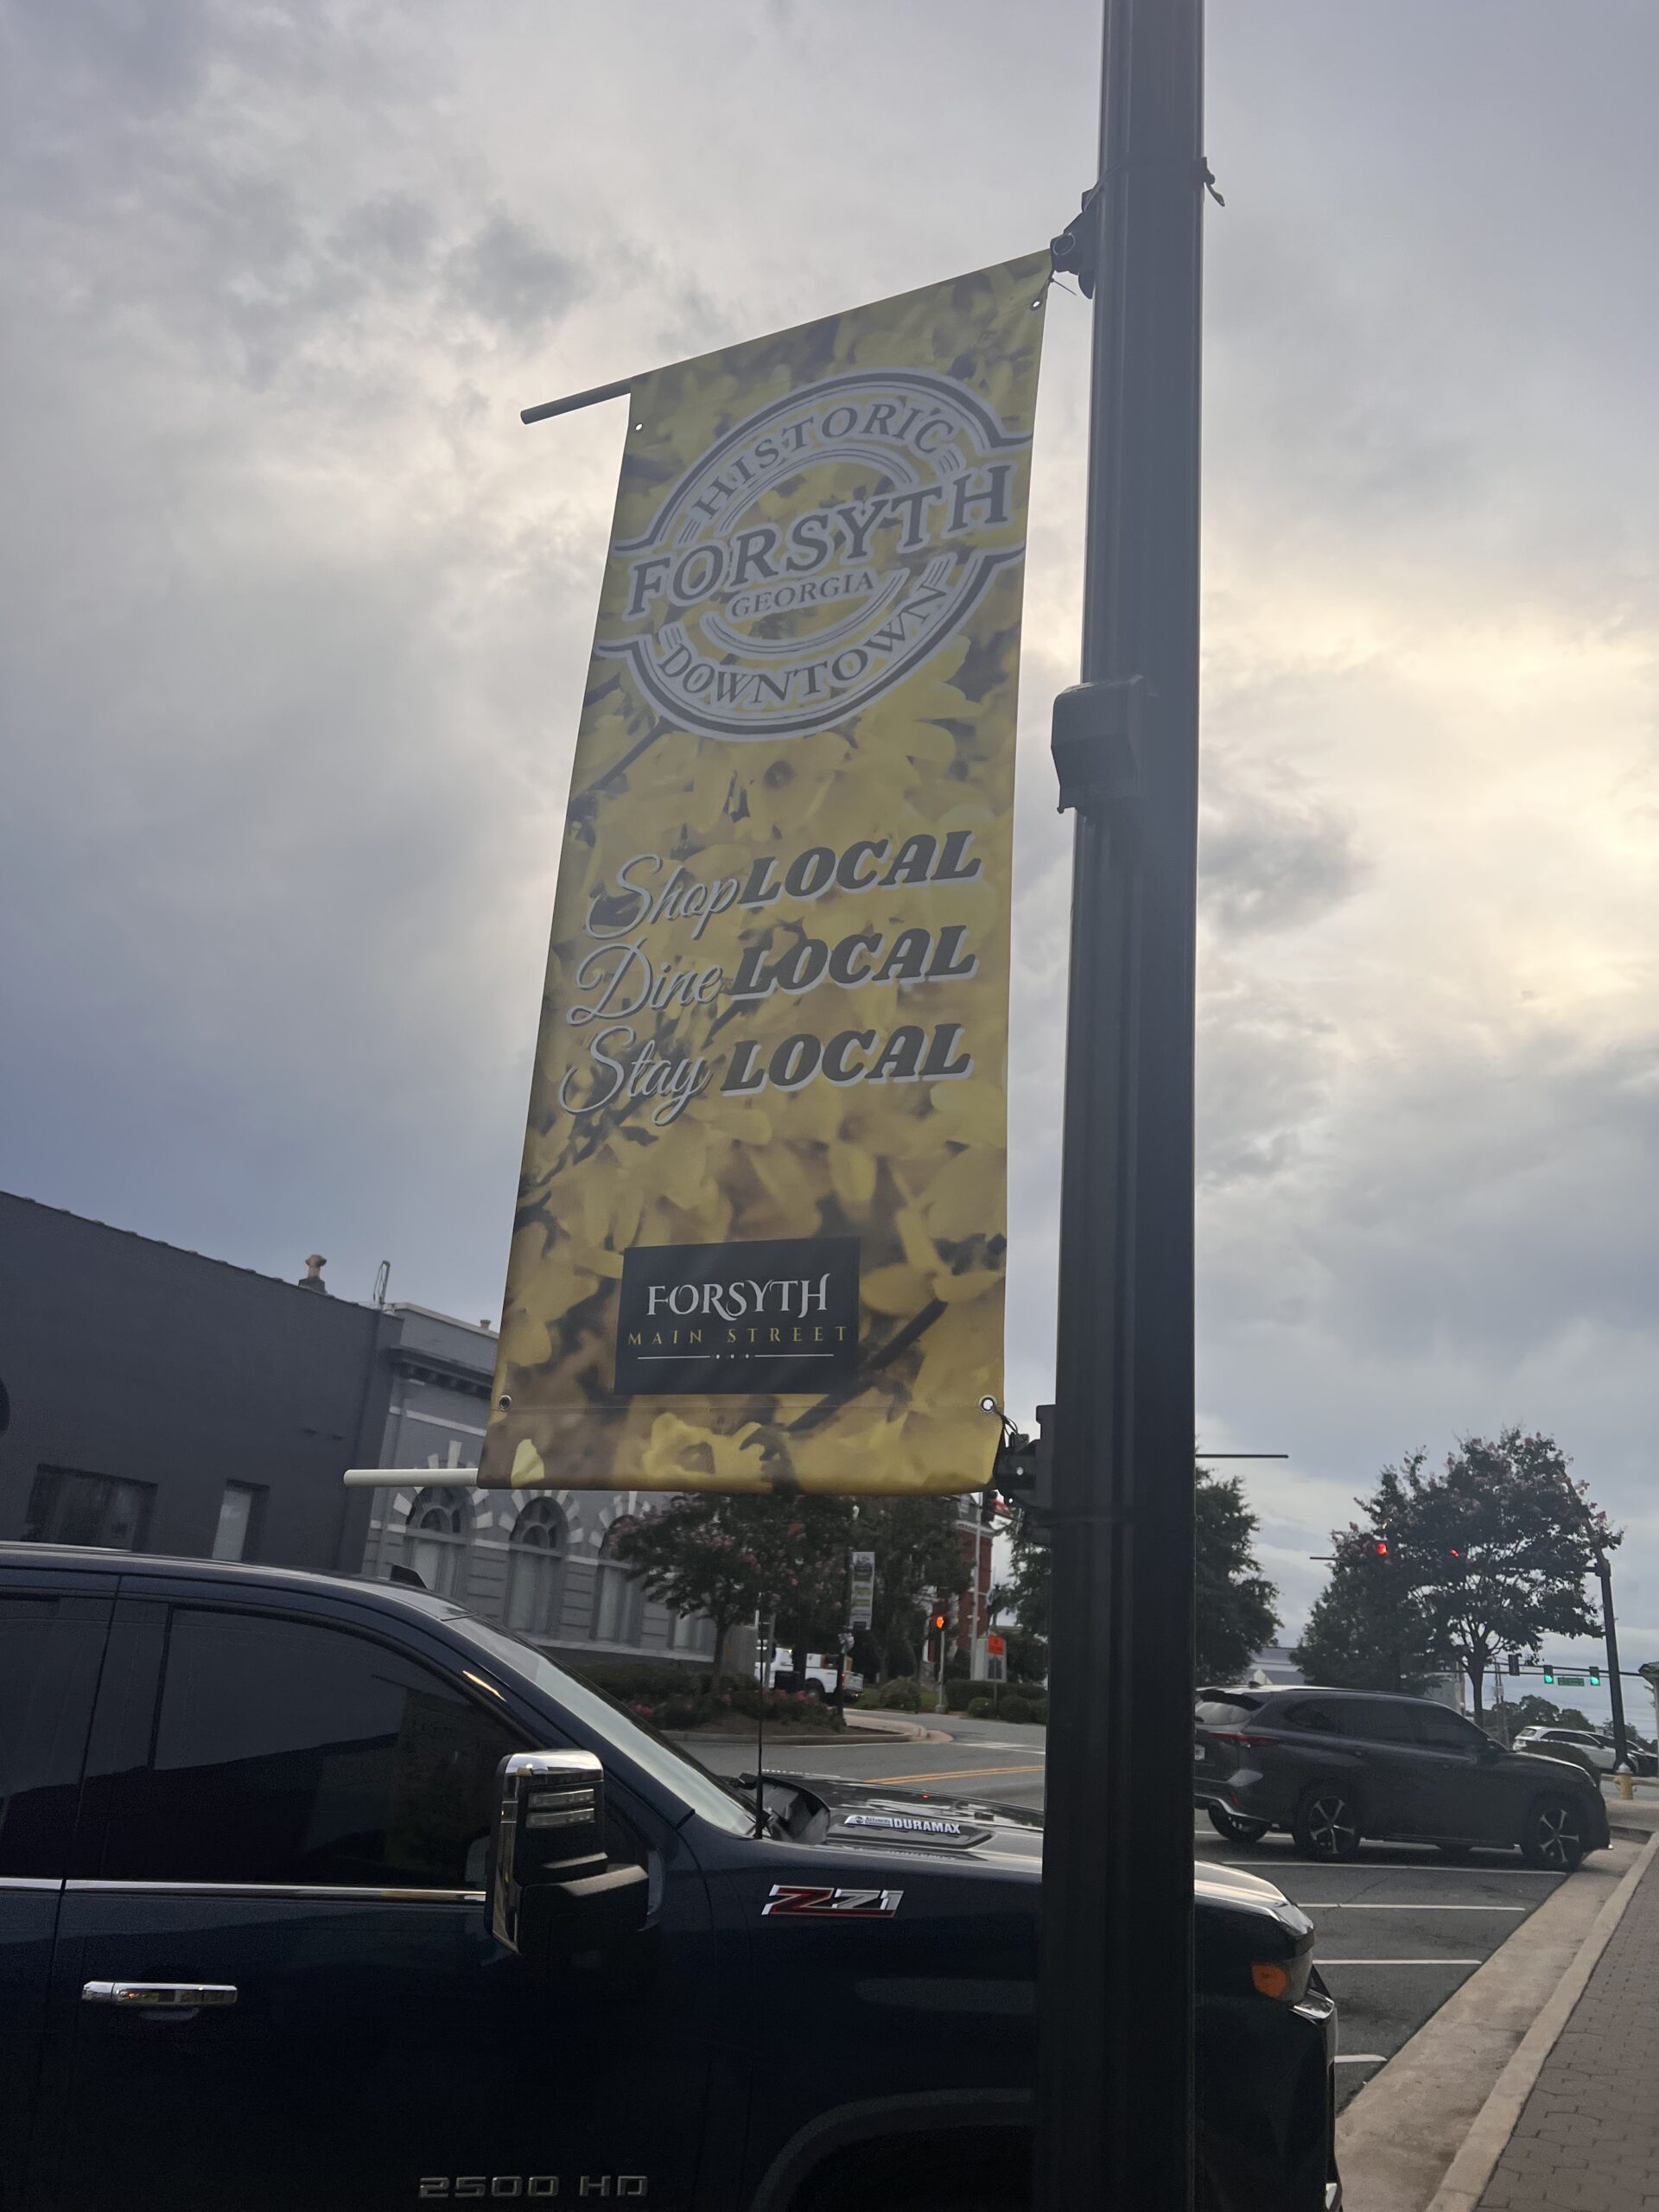 HISTORIC
FORSYTH
GEORGIA
DOWNTOWN
Shop LOCAL
Dine LOCAL
Stay LOCAL
FORSYTH
MAIN STREET
DURAMAX
Z71
2500 HD